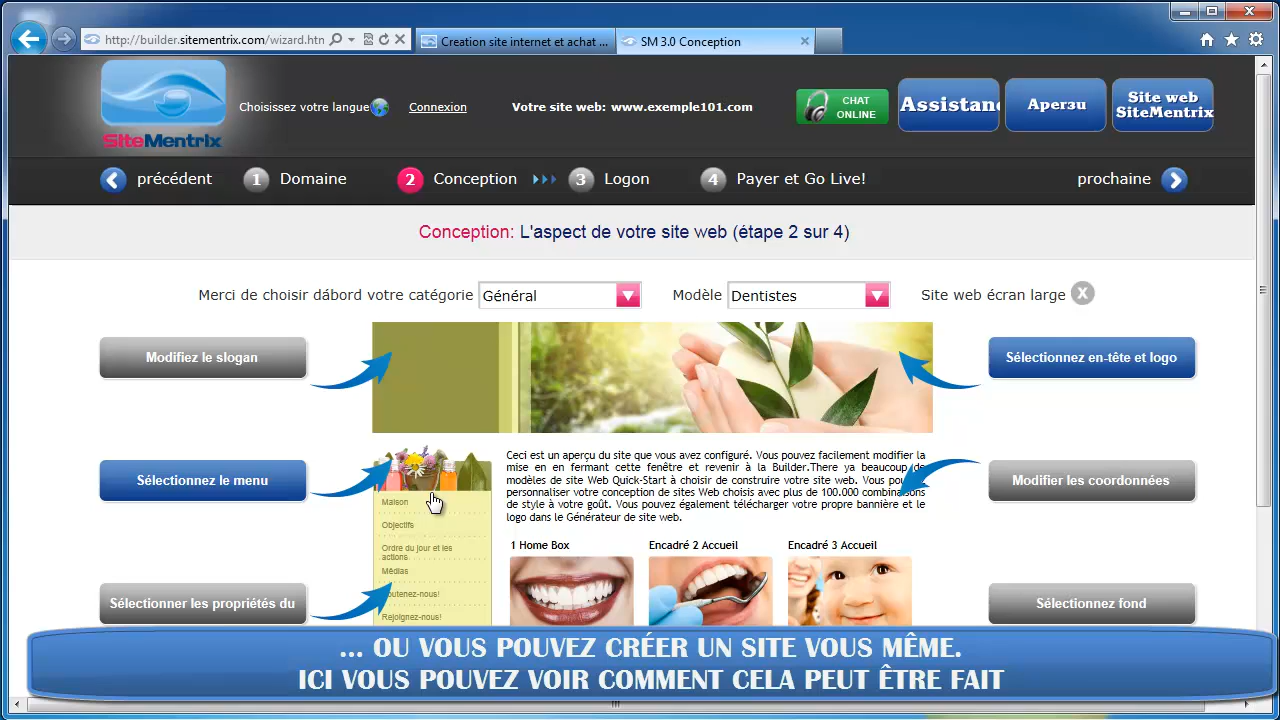 http://builder.sitementrix.com/wizard.htn
Creation site internet et achat ...
SM 3.0 Conception
SiteMentrix
Choisissez votre langue
Connexion
Votre site web: www.exemple101.com
CHAT
ONLINE
Assistan
Aper3u
Site web
SiteMentrix
précédent
1 Domaine
2 Conception
3 Logon
4 Payer et Go Live!
prochaine
Conception: L'aspect de votre site web (étape 2 sur 4)
Merci de choisir dábord votre catégorie
Général
Modèle
Dentistes
Site web écran large X
Modifiez le slogan
Sélectionnez en-tête et logo
Sélectionnez le menu
Modifier les coordonnées
Sélectionner les propriétés du
Sélectionnez fond
Maison
Objectifs
Ordre du jour et les
actions
Médias
outenez-nous!
Rejoignez-nous!
Ceci est un aperçu du site que vous avez configuré. Vous pouvez facilement modifier la
mise en en fermant cette fenêtre et revenir à la Builder.There ya beaucoup de
modèles de site Web Quick-Start à choisir de construire votre site web. Vous pou
personnaliser votre conception de sites Web choisis avec plus de 100.000 combinaisons
de style à votre goût. Vous pouvez également télécharger votre propre bannière et le
logo dans le Générateur de site web.
1 Home Box
Encadré 2 Accueil
Encadré 3 Accueil
... OU VOUS POUVEZ CRÉER UN SITE VOUS MÊME.
ICI VOUS POUVEZ VOIR COMMENT CELA PEUT ÊTRE FAIT